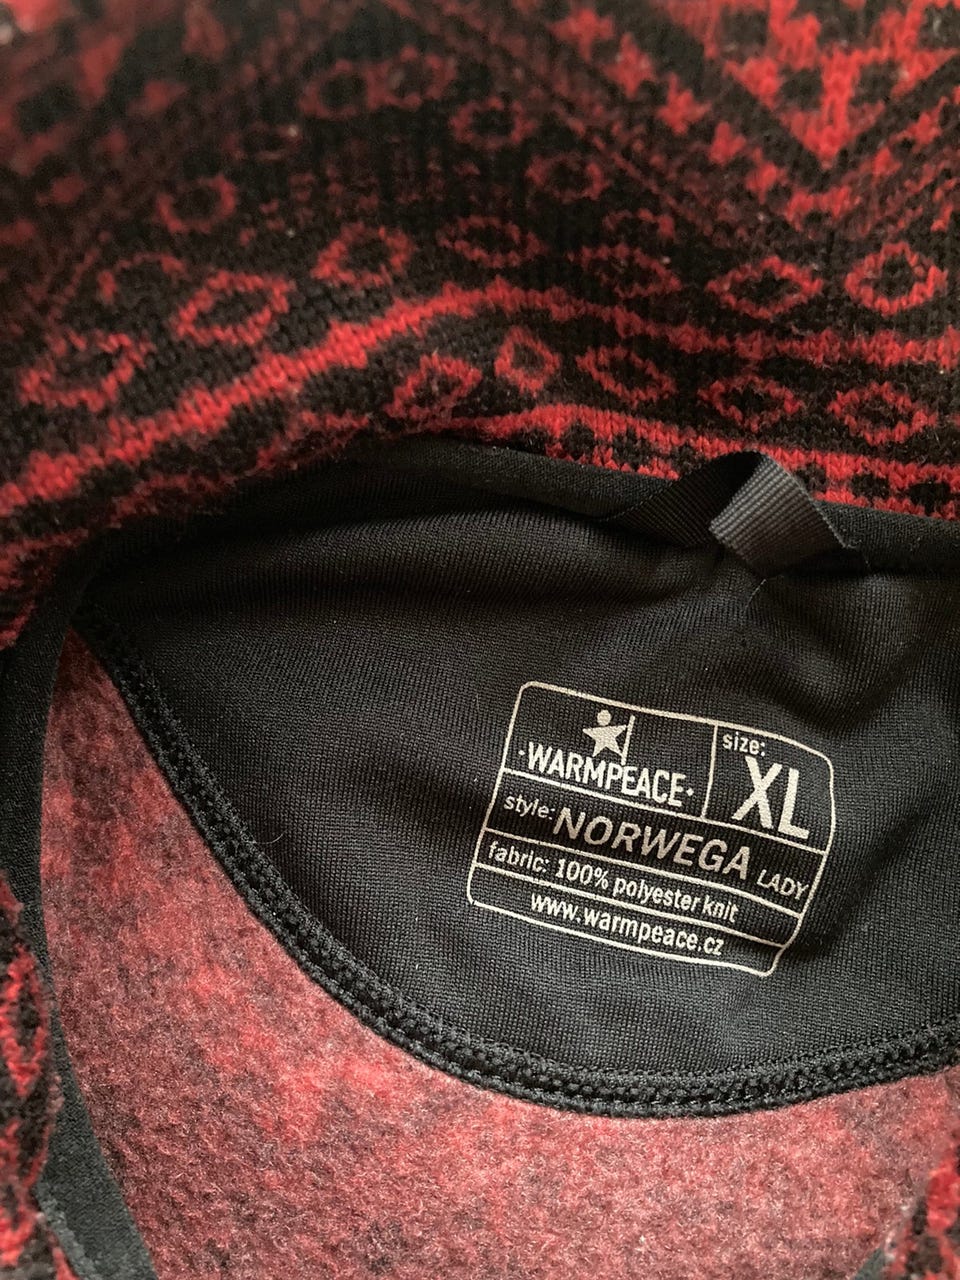 ·WARMPEACE·
size:
XL
style: NORWEGA LADY
fabric: 100% polyester knit
www.warmpeace.cz